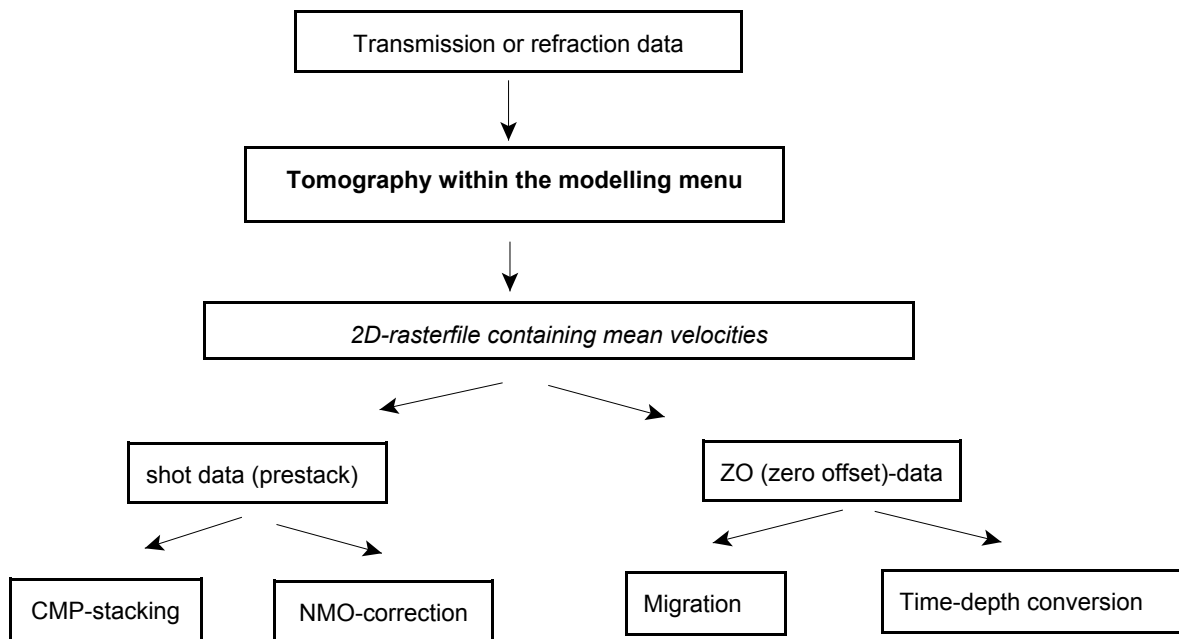 Transmission or refraction data
Tomography within the modelling menu
2D-rasterfile containing mean velocities
shot data (prestack)
ZO (zero offset)-data
CMP-stacking
NMO-correction
Migration
Time-depth conversion